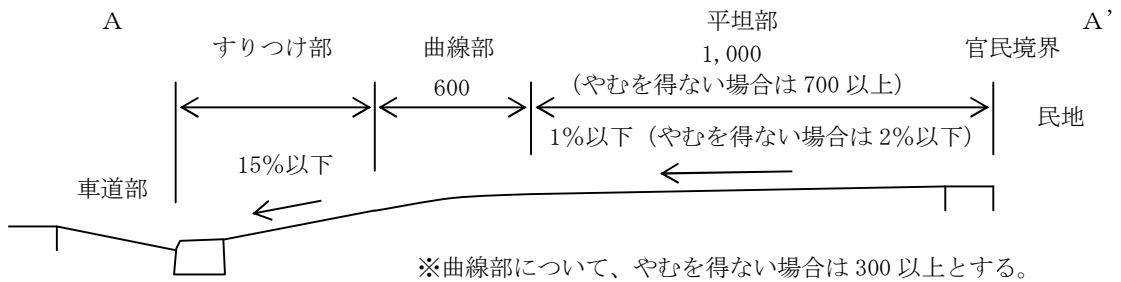 A
A'
すりつけ部
曲線部
600
平坦部
1,000
(やむを得ない場合は 700 以上)
官民境界
民地
1%以下(やむを得ない場合は 2%以下)
15%以下
車道部
※曲線部について、やむを得ない場合は 300 以上とする。